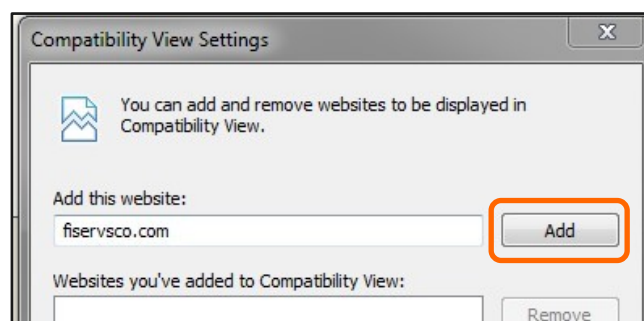 Compatibility View Settings
You can add and remove websites to be displayed in
Compatibility View.
Add this website:
fiservsco.com
Add
Websites you've added to Compatibility View:
Remove